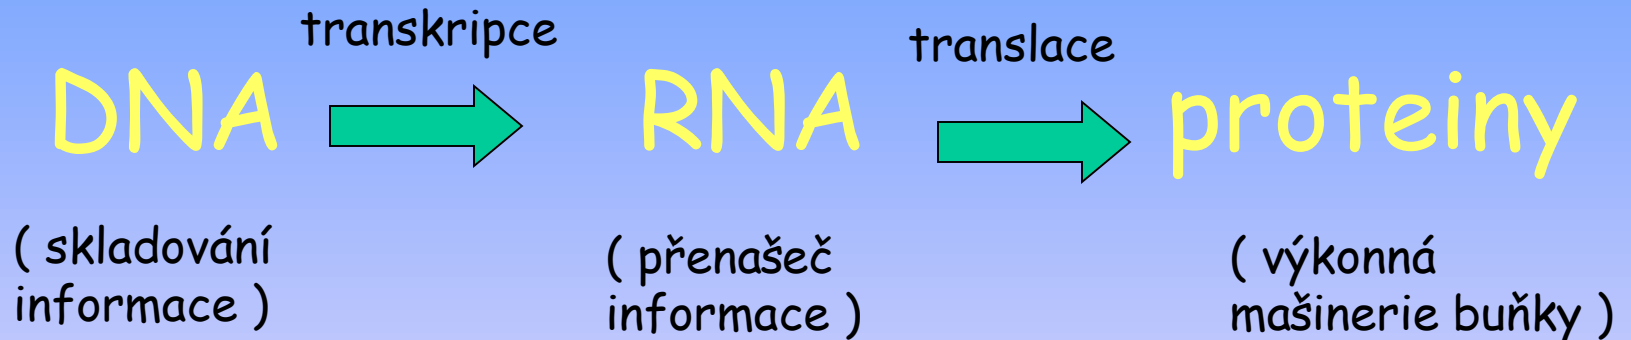 transkripce
translace
DNA
RNA
proteiny
( skladování
informace )
( přenašeč
informace )
( výkonná
mašinerie buňky )